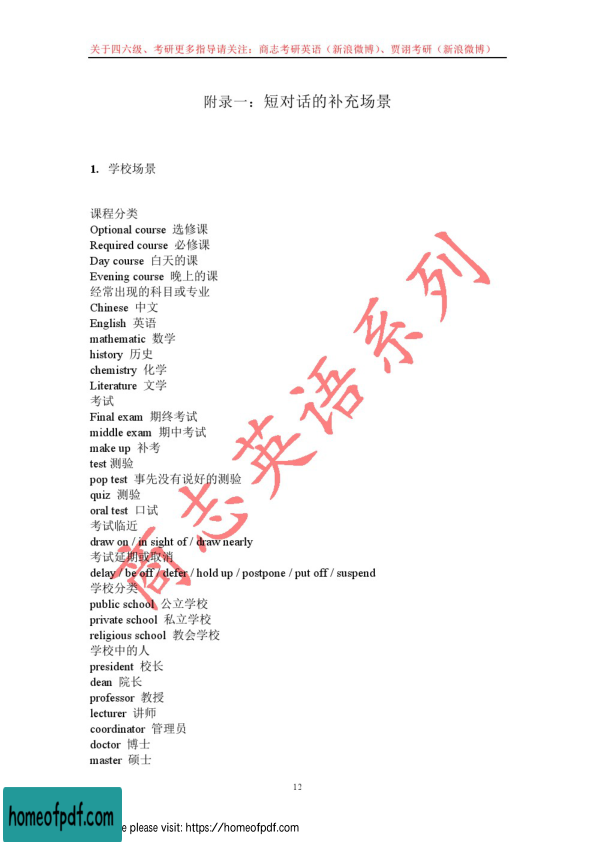 关于四六级、考研更多指导请关注：商志考研英语（新浪微博）、贾诩考研（新浪微博）
附录一：短对话的补充场景
1. 学校场景
课程分类
Optional course 选修课
Required course 必修课
Day course 白天的课
Evening course 晚上的课
经常出现的科目或专业
Chinese 中文
English 英语
mathematic 数学
history 历史
chemistry 化学
Literature 文学
考试
Final exam 期终考试
middle exam 期中考试
make up 补考
test 测验
pop test 事先没有说好的测验
quiz 测验
oral test 口试
考试临近
draw on / in sight of / draw nearly
考试延期或取消
delay / be off / defer / hold up / postpone / put off / suspend
学校分类
public school 公立学校
private school 私立学校
religious school 教会学校
学校中的人
president 校长
dean 院长
professor 教授
lecturer 讲师
coordinator 管理员
doctor 博士
master 硕士
商志英语系列
12
homeofpdf.com
e please visit: https://homeofpdf.com